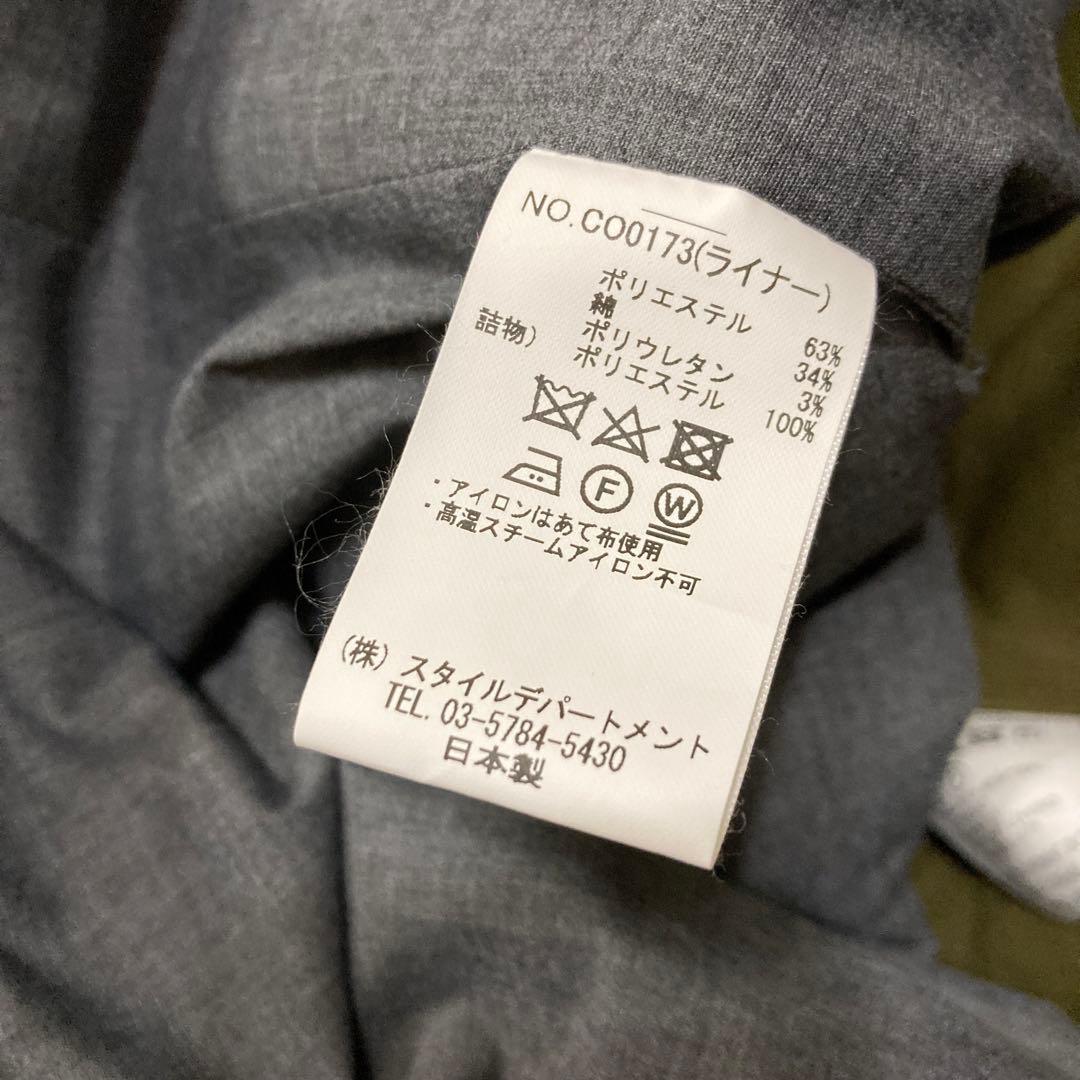 NO.CO0173(ライナー)
ポリエステル 63%
綿 34%
ポリウレタン 3%
詰物) ポリエステル 100%
F W
・アイロンはあて布使用
・高温スチームアイロン不可
(株) スタイルデパートメント
TEL. 03-5784-5430
日本製